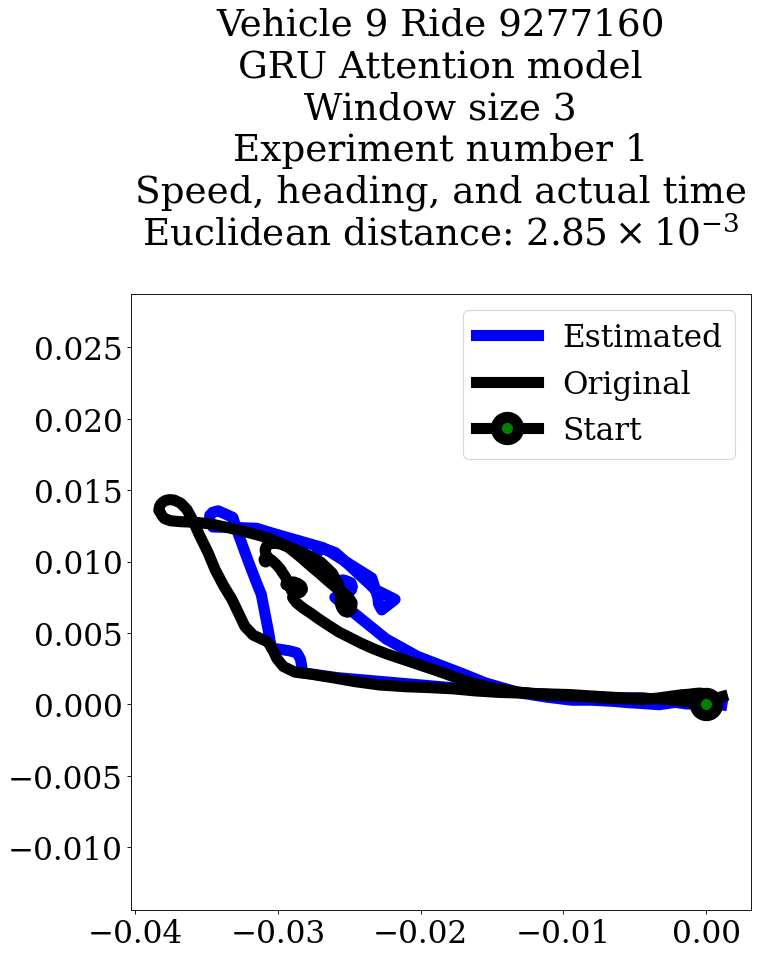 Vehicle 9 Ride 9277160
GRU Attention model
Window size 3
Experiment number 1
Speed, heading, and actual time
Euclidean distance: 2.85 × 10⁻³
Estimated
Original
Start
0.025
0.020
0.015
0.010
0.005
0.000
−0.005
−0.010
−0.04 −0.03 −0.02 −0.01 0.00